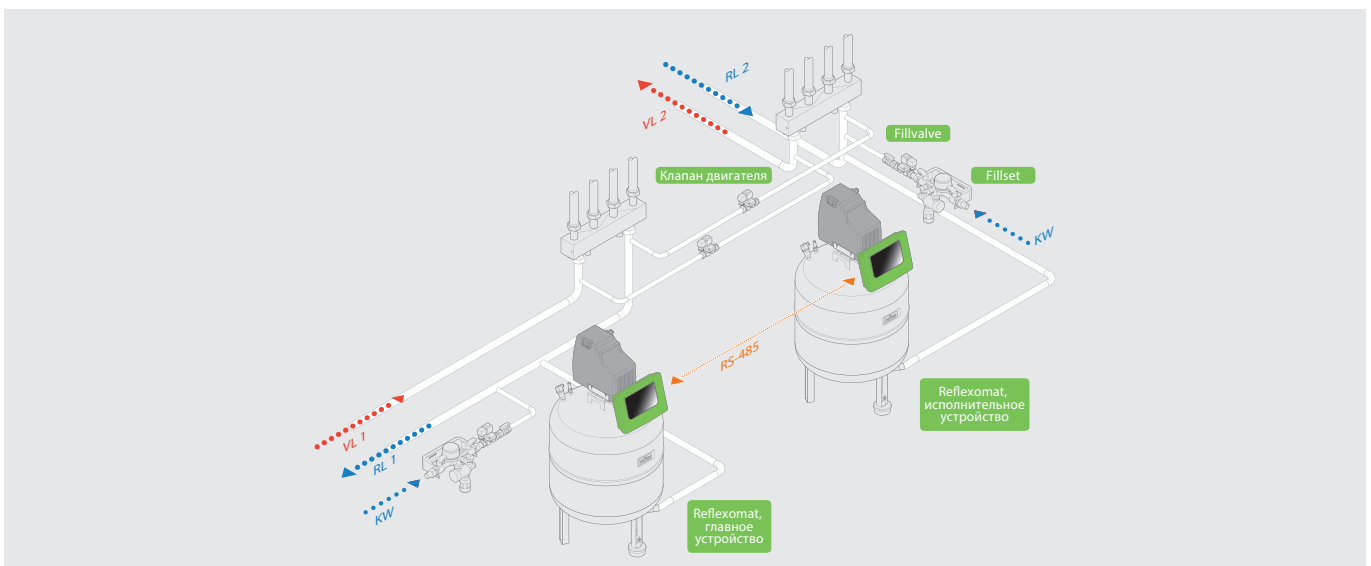 RL 2
VL 2
Fillvalve
Клапан двигателя
Fillset
KW
RS-485
Reflexomat,
исполнительное
устройство
VL 1
RL 1
KW
Reflexomat,
главное
устройство